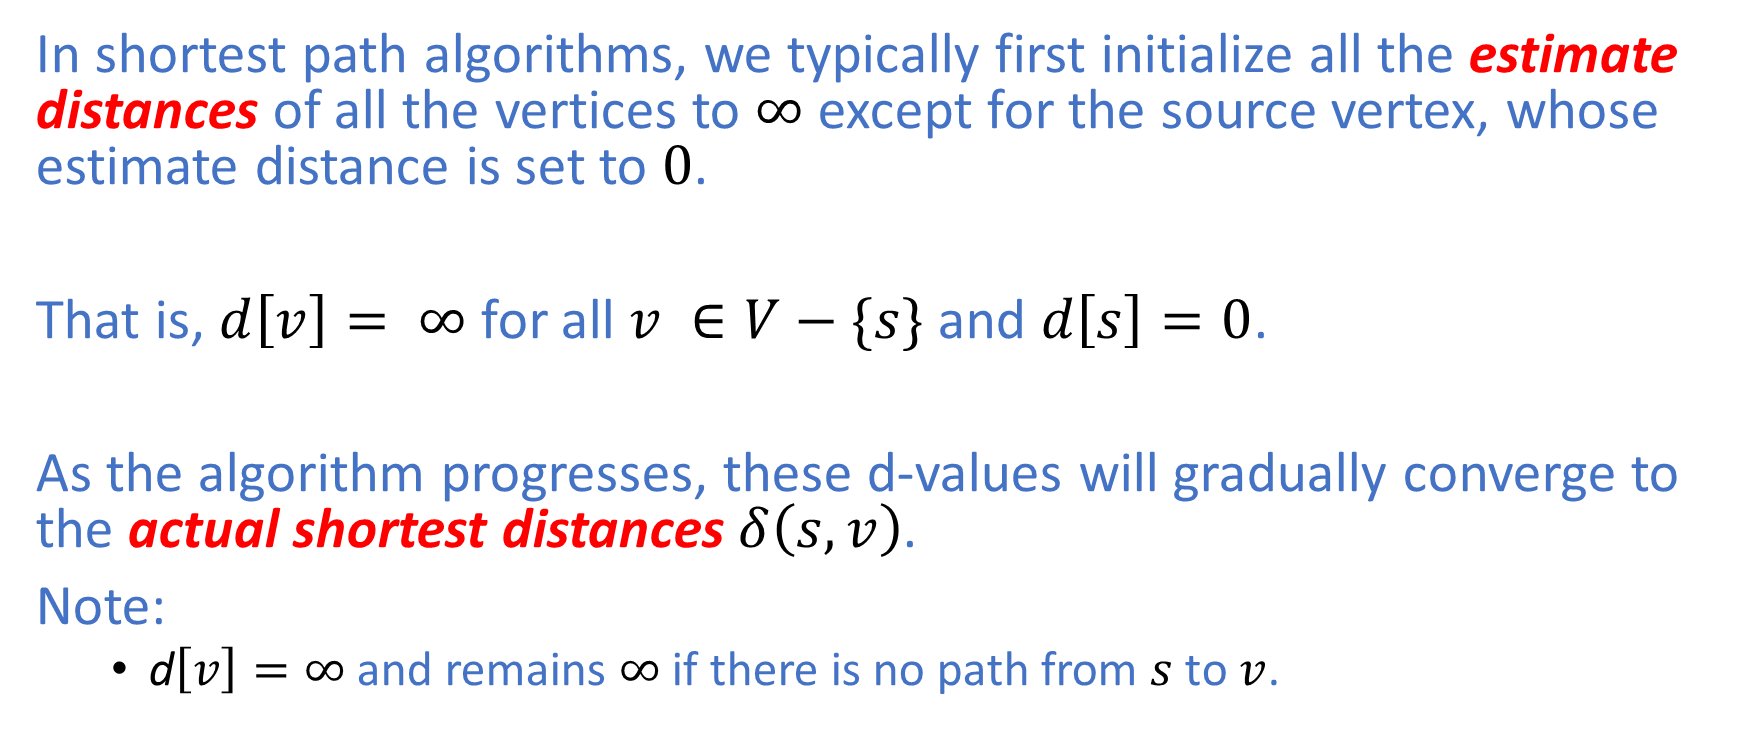 In shortest path algorithms, we typically first initialize all the estimate
distances of all the vertices to ∞ except for the source vertex, whose
estimate distance is set to 0.
That is, d[v] = ∞ for all v ∈ V − {s} and d[s] = 0.
As the algorithm progresses, these d-values will gradually converge to
the actual shortest distances δ(s, v).
Note:
• d[v] = ∞ and remains ∞ if there is no path from s to v.